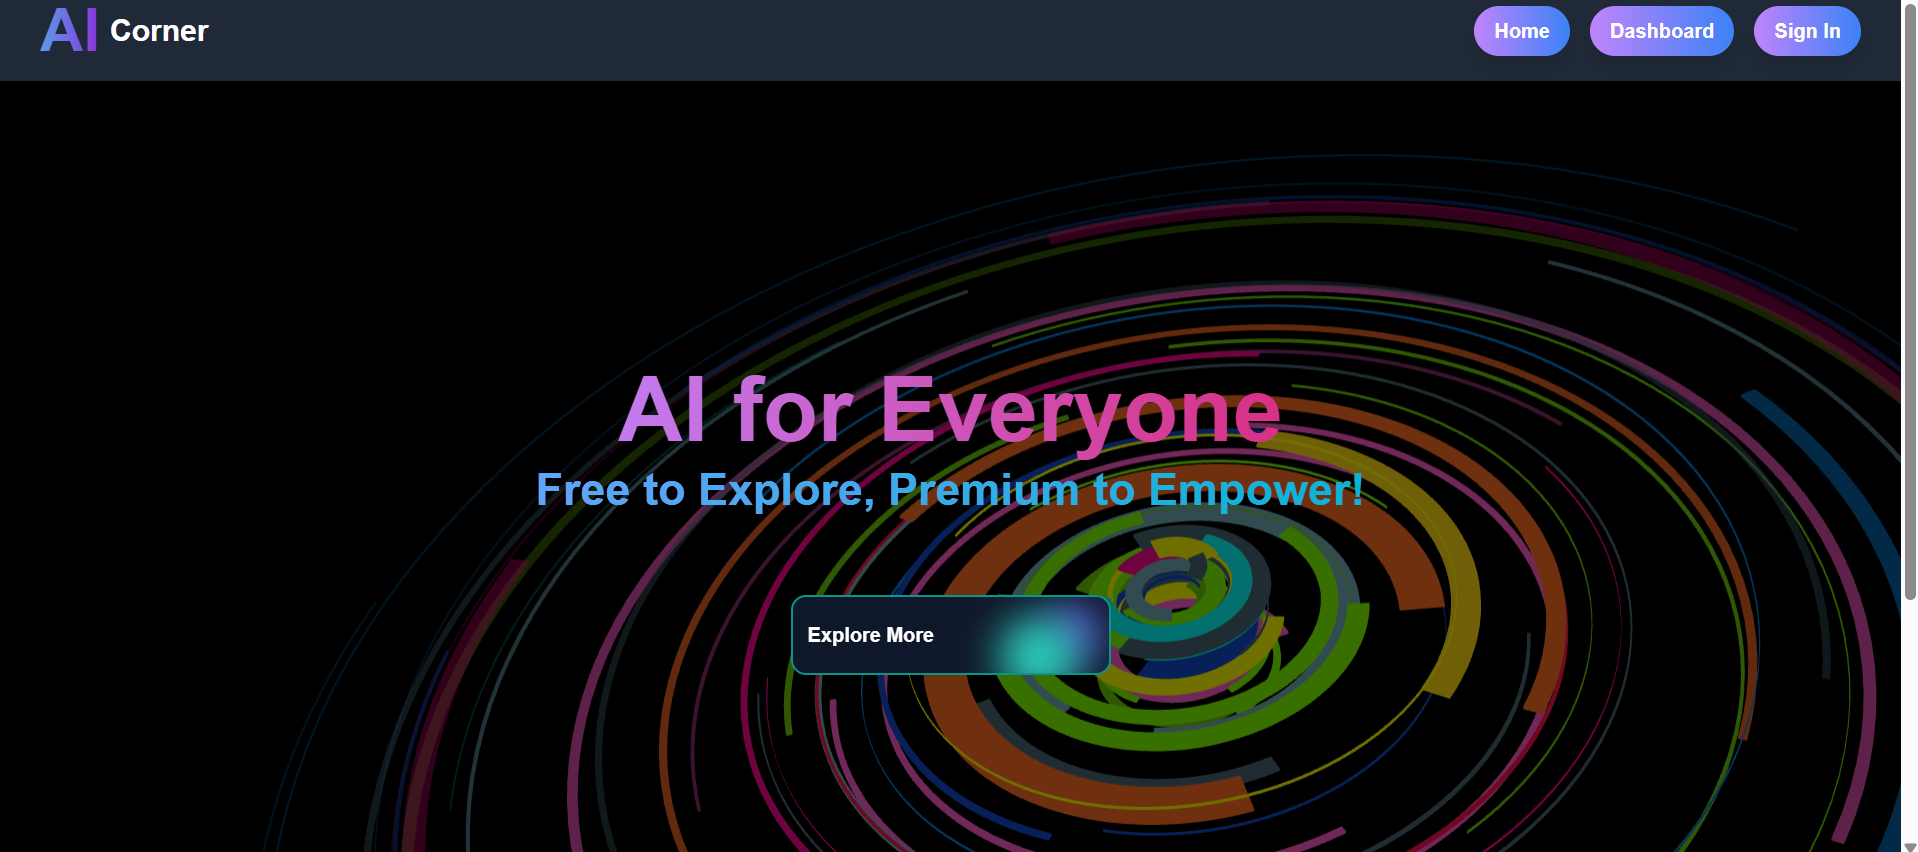 AI Corner
Home
Dashboard
Sign In
AI for Everyone
Free to Explore, Premium to Empower!
Explore More